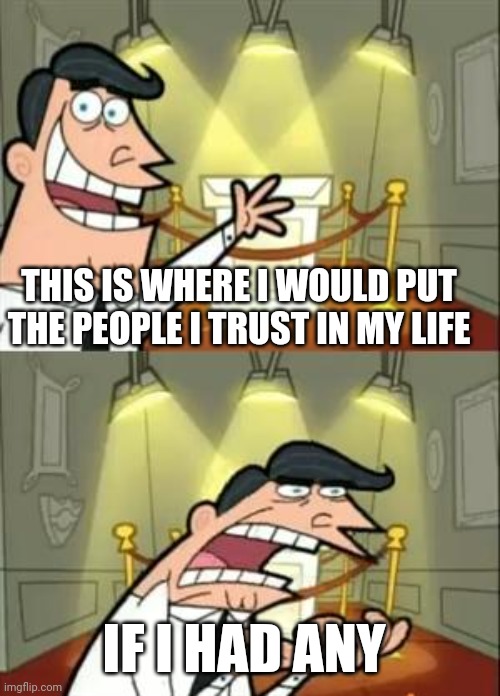 THIS IS WHERE I WOULD PUT
THE PEOPLE I TRUST IN MY LIFE
IF I HAD ANY
imgflip.com